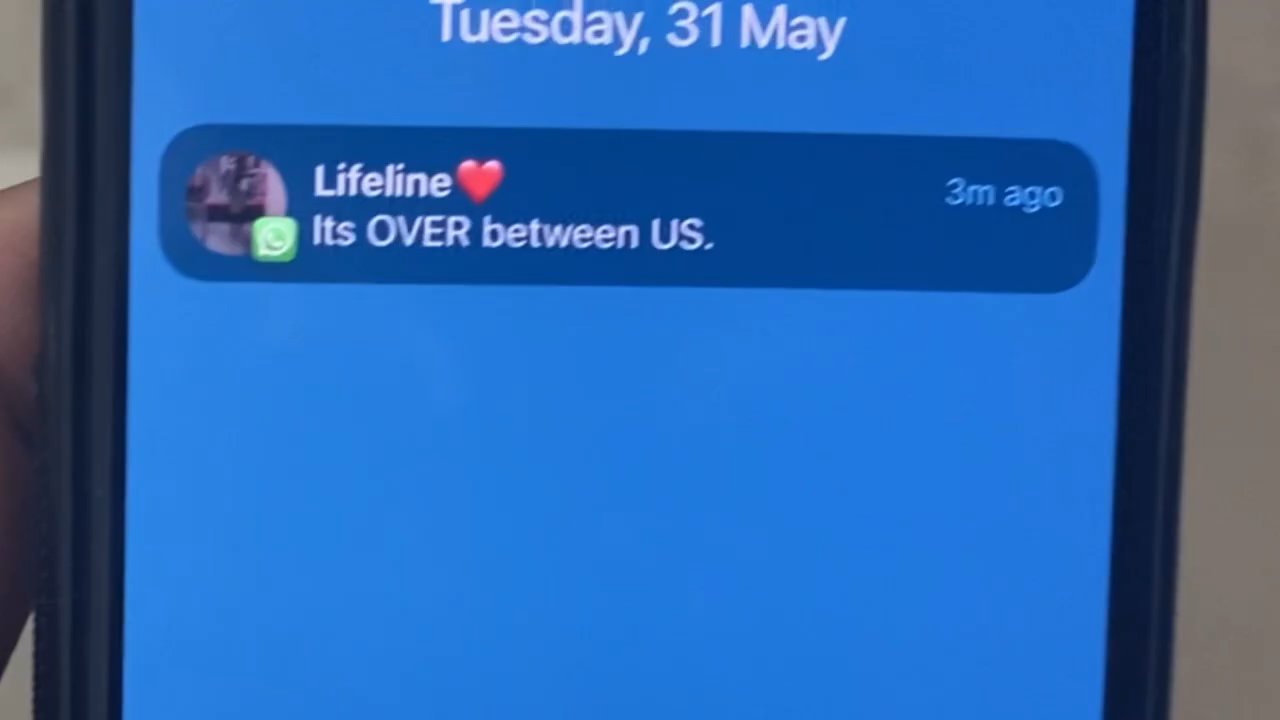 Tuesday, 31 May
Lifeline❤️
3m ago
Its OVER between US.